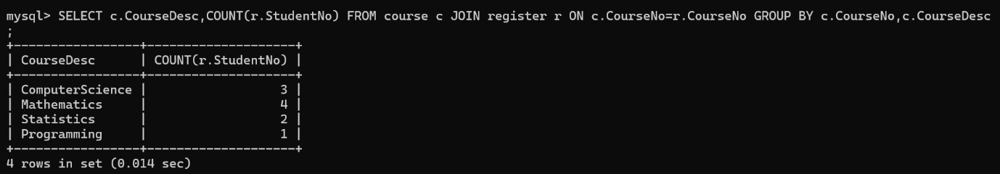 mysql> SELECT c.CourseDesc,COUNT(r.StudentNo) FROM course c JOIN register r ON c.CourseNo=r.CourseNo GROUP BY c.CourseNo,c.CourseDesc
;
+-----------------+--------------------+
| CourseDesc      | COUNT(r.StudentNo) |
+-----------------+--------------------+
| ComputerScience |                  3 |
| Mathematics     |                  4 |
| Statistics      |                  2 |
| Programming     |                  1 |
+-----------------+--------------------+
4 rows in set (0.014 sec)